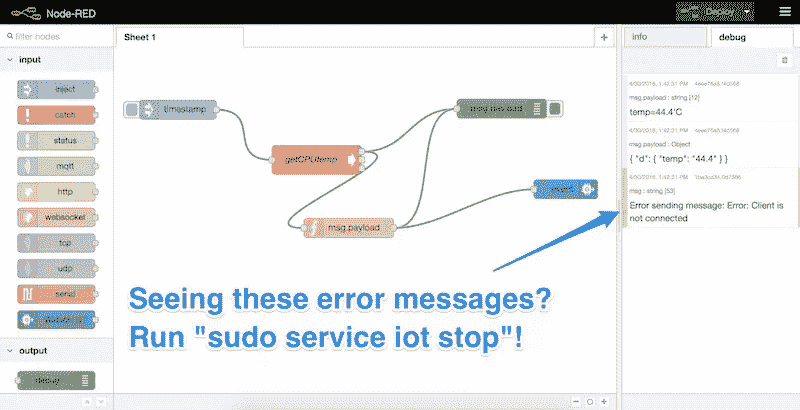 Node-RED
Deploy
filter nodes
Sheet 1
+
info
debug
input
inject
catch
status
mqtt
http
websocket
tcp
udp
serial
output
debug
timestamp
msg.payload
getCPUtemp
msg.payload
event
4/30/2016, 1:42:31 PM
msg.payload : string [12]
temp=44.4'C
4/30/2016, 1:42:31 PM
msg.payload : Object
{ "d": { "temp": "44.4" } }
4/30/2016, 1:42:31 PM
msg : string [53]
Error sending message: Error: Client is
not connected
Seeing these error messages?
Run "sudo service iot stop"!